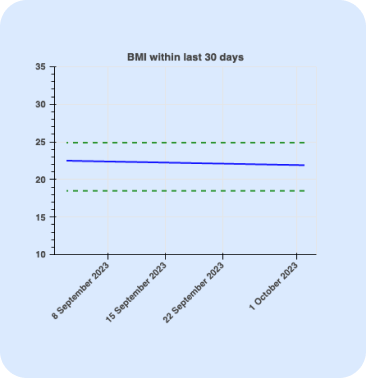 BMI within last 30 days
35
30
25
20
15
10
8 September 2023
15 September 2023
22 September 2023
1 October 2023